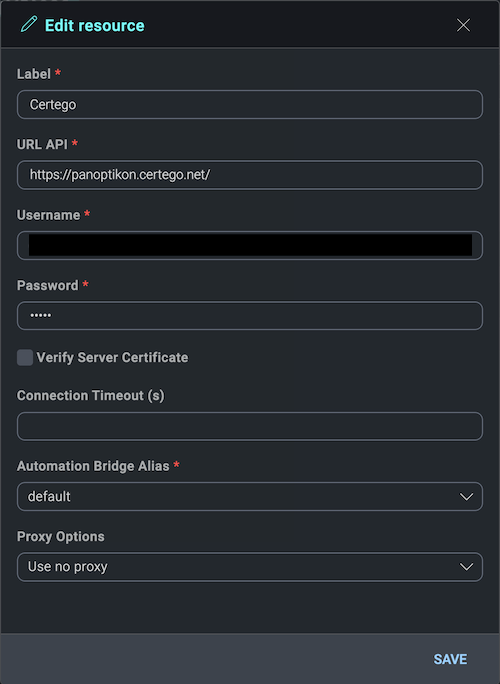 Edit resource
Label *
Certego
URL API *
https://panoptikon.certego.net/
Username *
Password *
•••••
Verify Server Certificate
Connection Timeout (s)
Automation Bridge Alias *
default
Proxy Options
Use no proxy
SAVE